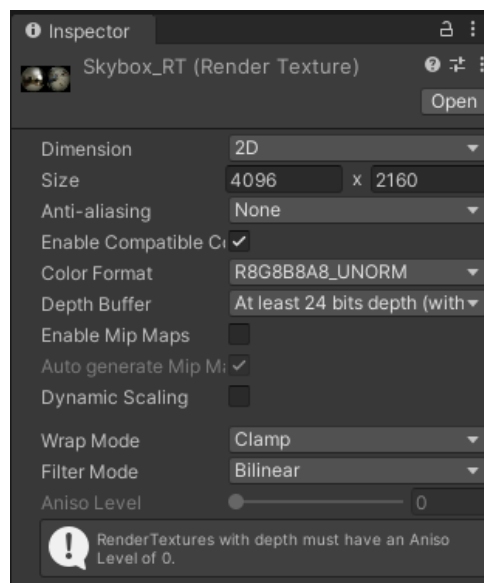 Inspector
Skybox_RT (Render Texture)
Open
Dimension 2D
Size 4096 x 2160
Anti-aliasing None
Enable Compatible Co
Color Format R8G8B8A8_UNORM
Depth Buffer At least 24 bits depth (with
Enable Mip Maps
Auto generate Mip Ma
Dynamic Scaling
Wrap Mode Clamp
Filter Mode Bilinear
Aniso Level 0
RenderTextures with depth must have an Aniso
Level of 0.